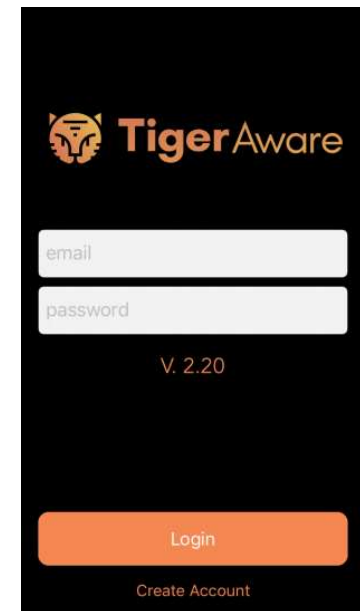 TigerAware
email
password
V. 2.20
Login
Create Account